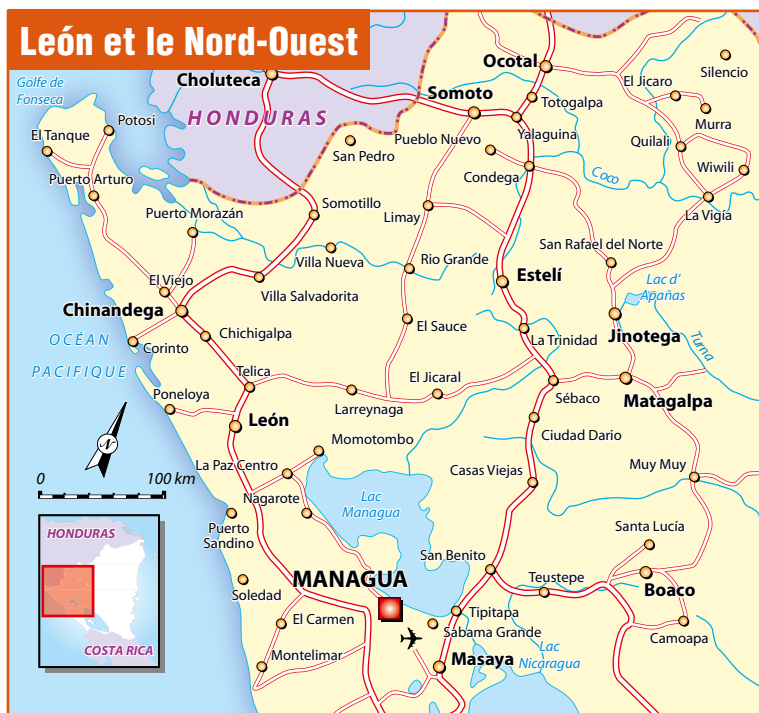 León et le Nord-Ouest
Golfe de
Fonseca
Choluteca
HONDURAS
Ocotal
Silencio
El Jicaro
Somoto
Totogalpa
Murra
Potosi
El Tanque
Pueblo Nuevo
Yalaguina
Quilali
San Pedro
Wiwili
Condega
Coco
Puerto Arturo
Puerto Morazán
Somotillo
Limay
La Vigía
San Rafael del Norte
Villa Nueva
Rio Grande
El Viejo
Estelí
Lac d'
Apañas
Villa Salvadorita
Chinandega
El Sauce
Jinotega
Tuma
Chichigalpa
La Trinidad
OCÉAN
PACIFIQUE
Corinto
Telica
El Jicaral
Poneloya
Larreynaga
Sébaco
Matagalpa
León
Momotombo
Ciudad Dario
N
La Paz Centro
Casas Viejas
Muy Muy
0
100 km
Nagarote
Lac
Managua
Puerto
Sandino
Santa Lucía
HONDURAS
San Benito
MANAGUA
Teustepe
Boaco
Soledad
Tipitapa
El Carmen
Sabama Grande
Camoapa
COSTA RICA
Montelimar
Masaya
Lac
Nicaragua